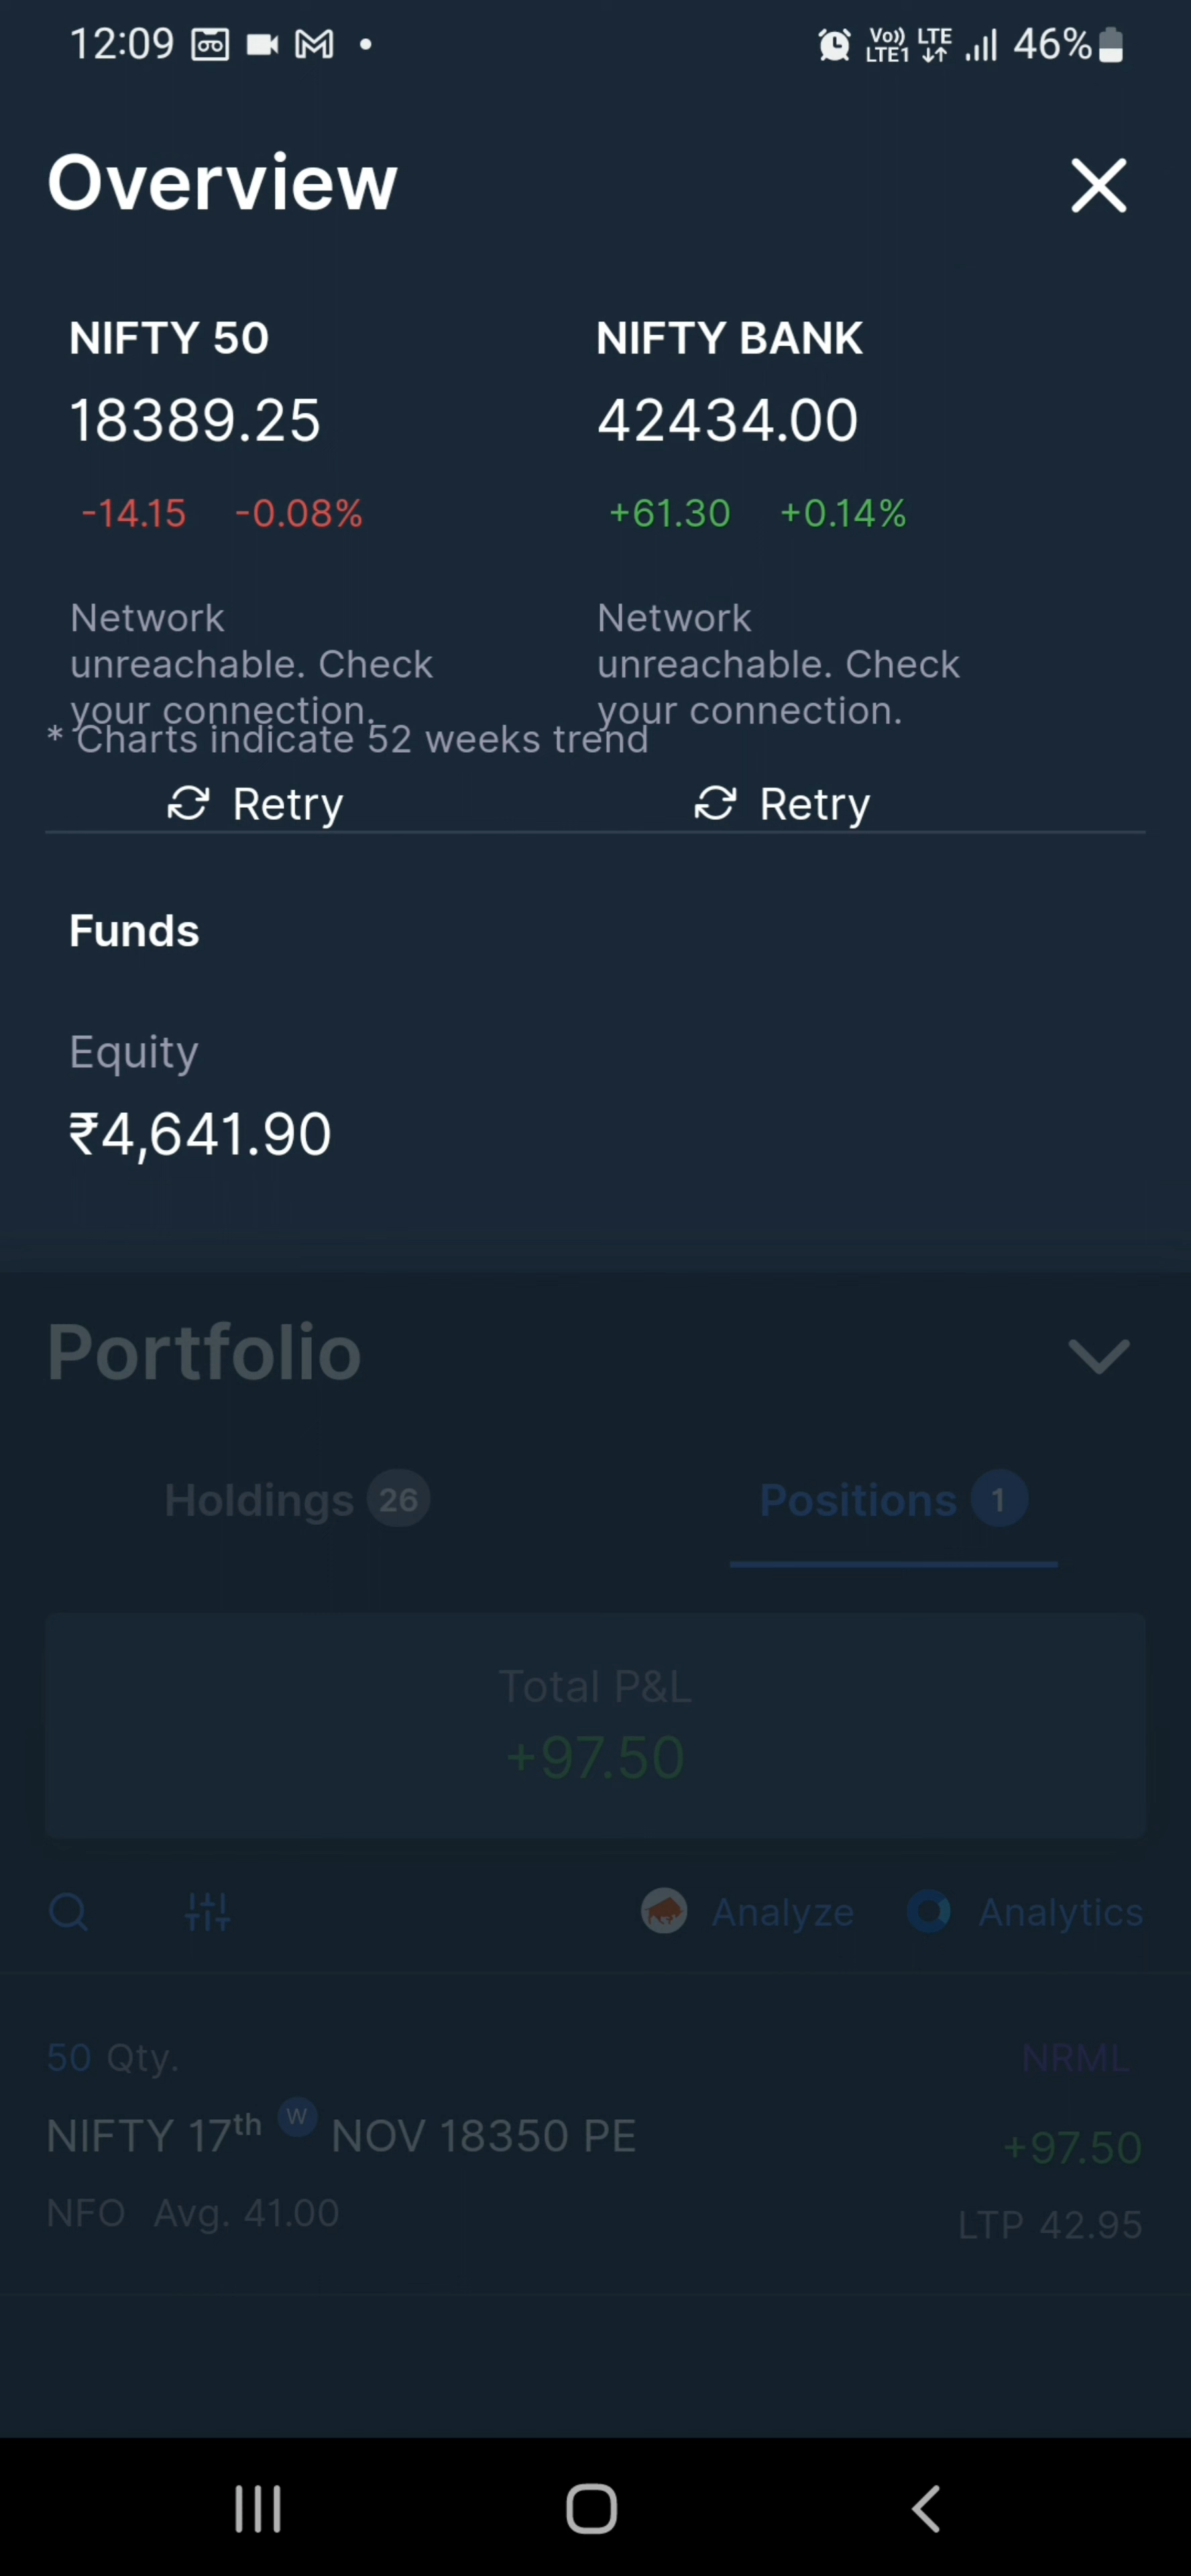 12:09
Vo)) LTE
LTE1
46%
Overview
NIFTY 50
NIFTY BANK
18389.25
42434.00
-14.15 -0.08%
+61.30 +0.14%
Network
unreachable. Check
your connection.
Network
unreachable. Check
your connection.
* Charts indicate 52 weeks trend
Retry
Retry
Funds
Equity
₹4,641.90
Portfolio
Holdings 26
Positions 1
Total P&L
+97.50
Analyze
Analytics
50 Qty.
NRML
NIFTY 17th W NOV 18350 PE
+97.50
NFO Avg. 41.00
LTP 42.95